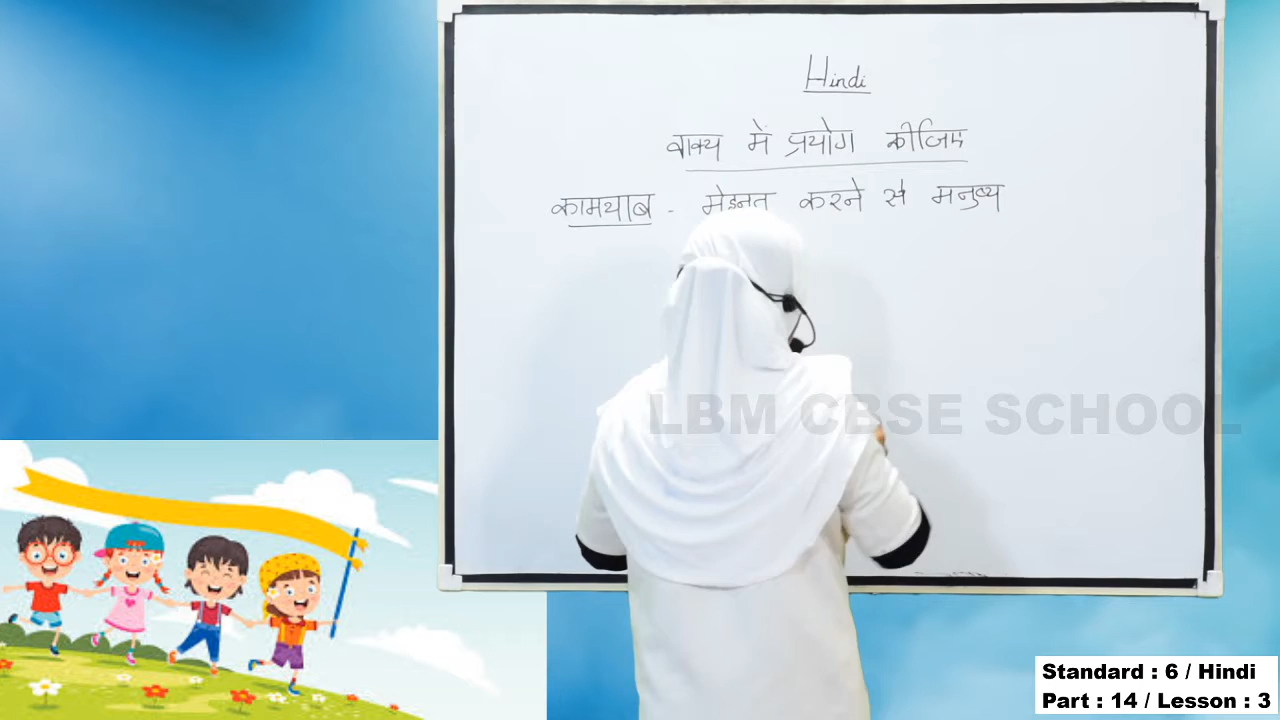 Hindi
वाक्य में प्रयोग कीजिए
कामयाब - मेहनत करने से मनुष्य
LBM CBSE SCHOOL
Standard : 6 / Hindi
Part : 14 / Lesson : 3